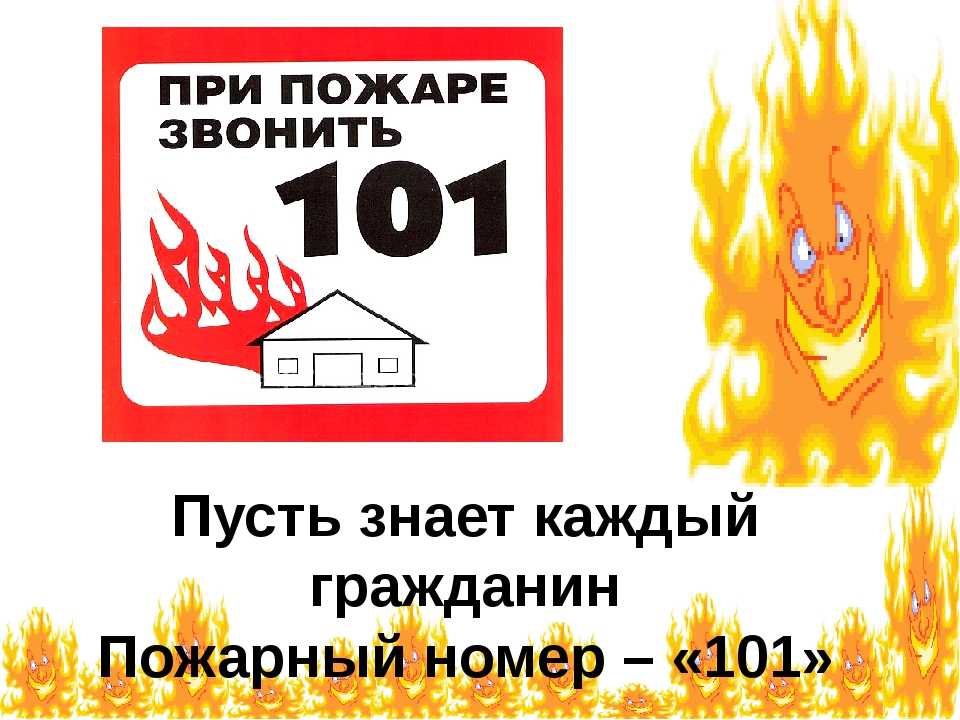 ПРИ ПОЖАРЕ
ЗВОНИТЬ
101
Пусть знает каждый
гражданин
Пожарный номер – «101»